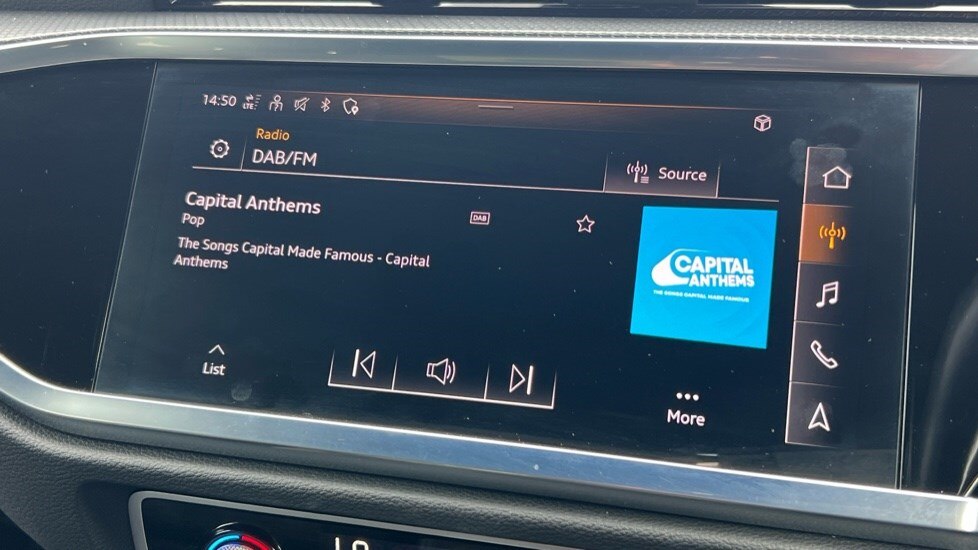 14:50 LTE
Radio
DAB/FM
Source
Capital Anthems
DAB
Pop
The Songs Capital Made Famous - Capital
Anthems
CAPITAL
ANTHEMS
THE SONGS CAPITAL MADE FAMOUS
List
More